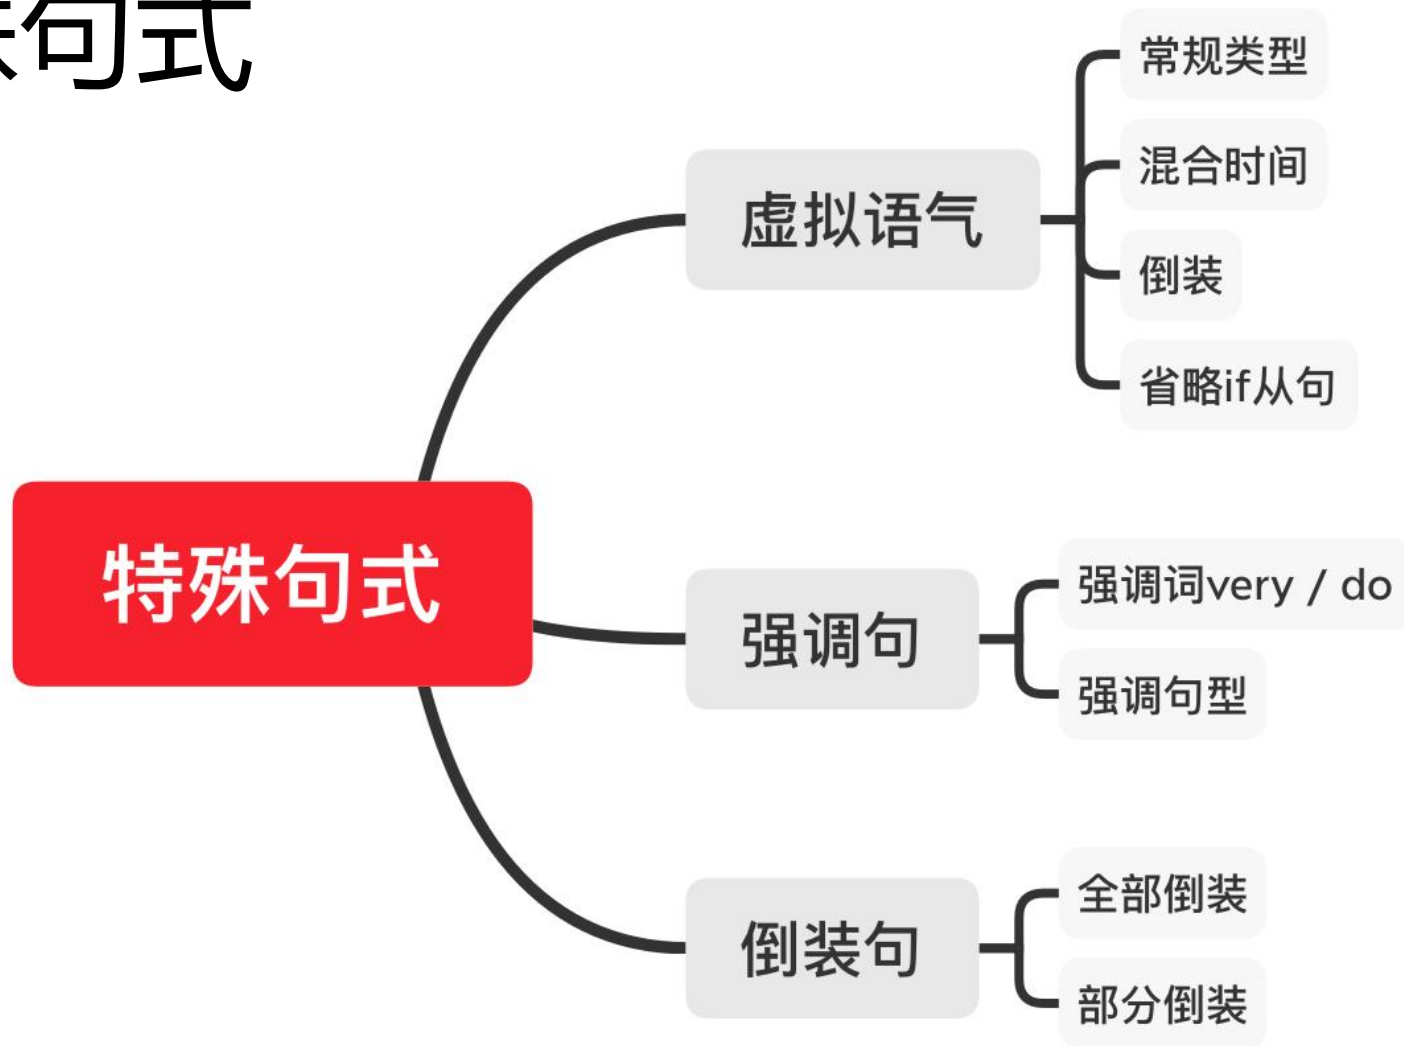 句式
常规类型
混合时间
虚拟语气
倒装
省略if从句
特殊句式
强调词very / do
强调句
强调句型
全部倒装
倒装句
部分倒装